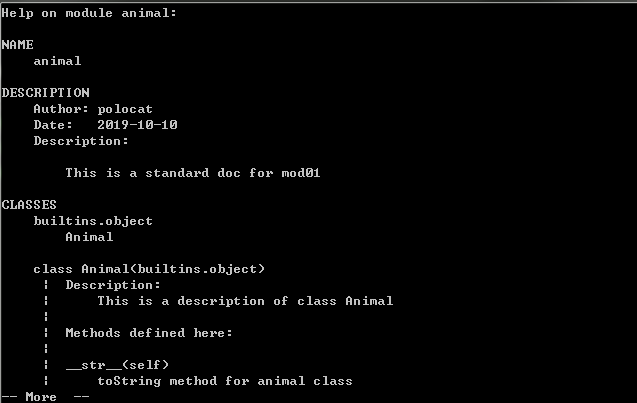 Help on module animal:

NAME
    animal

DESCRIPTION
    Author: polocat
    Date:   2019-10-10
    Description:

        This is a standard doc for mod01

CLASSES
    builtins.object
        Animal

    class Animal(builtins.object)
     |  Description:
     |      This is a description of class Animal
     |
     |  Methods defined here:
     |
     |  __str__(self)
     |      toString method for animal class
-- More  --